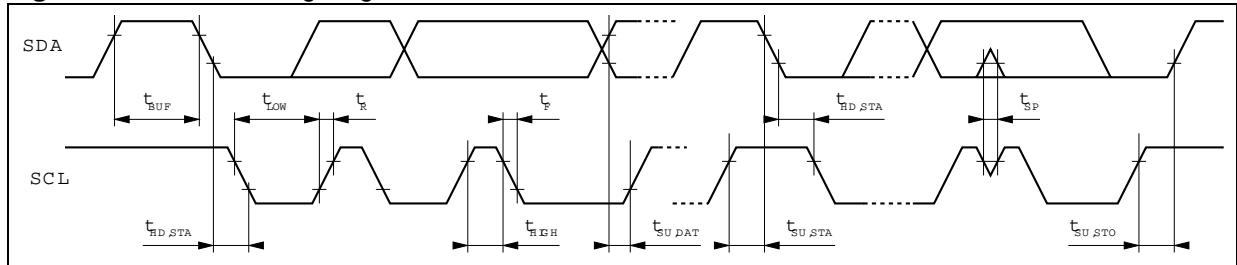 SDA
tBUF
tLOW
tR
tF
tHD,STA
tSP
SCL
tHD,STA
tHIGH
tSU,DAT
tSU,STA
tSU,STO